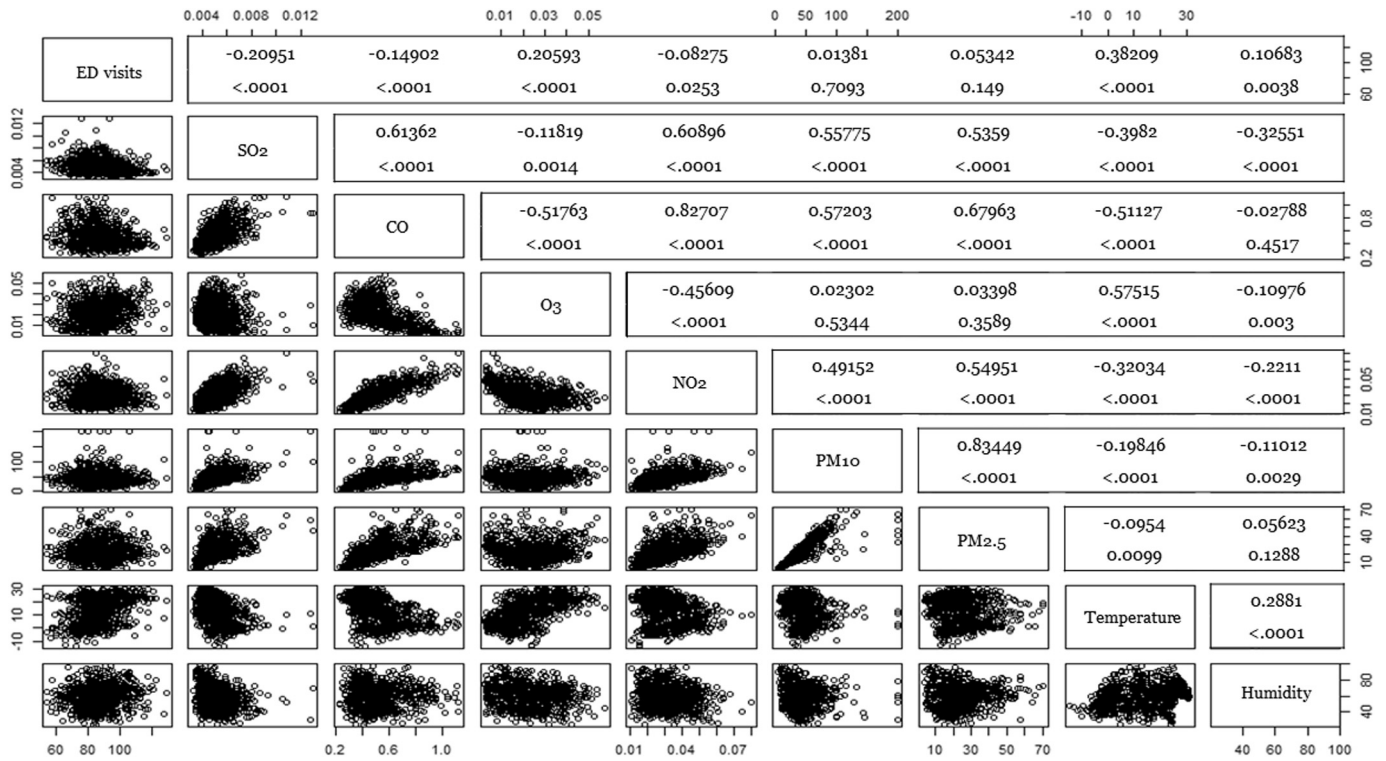 0.004 0.008 0.012 0.01 0.03 0.05 0 50 100 200 -10 0 10 30
ED visits -0.20951 -0.14902 0.20593 -0.08275 0.01381 0.05342 0.38209 0.10683
<.0001 <.0001 <.0001 0.0253 0.7093 0.149 <.0001 0.0038
60 100
0.004 0.012
SO2 0.61362 -0.11819 0.60896 0.55775 0.5359 -0.3982 -0.32551
<.0001 0.0014 <.0001 <.0001 <.0001 <.0001 <.0001
CO -0.51763 0.82707 0.57203 0.67963 -0.51127 -0.02788
<.0001 <.0001 <.0001 <.0001 <.0001 0.4517
0.2 0.8
0.01 0.05
O3 -0.45609 0.02302 0.03398 0.57515 -0.10976
<.0001 0.5344 0.3589 <.0001 0.003
NO2 0.49152 0.54951 -0.32034 -0.2211
<.0001 <.0001 <.0001 <.0001
0.01 0.05
0 100
PM10 0.83449 -0.19846 -0.11012
<.0001 <.0001 0.0029
PM2.5 -0.0954 0.05623
0.0099 0.1288
10 40 70
-10 10 30
Temperature 0.2881
<.0001
Humidity
40 80
60 80 100 0.2 0.6 1.0 0.01 0.04 0.07 10 30 50 70 40 60 80 100